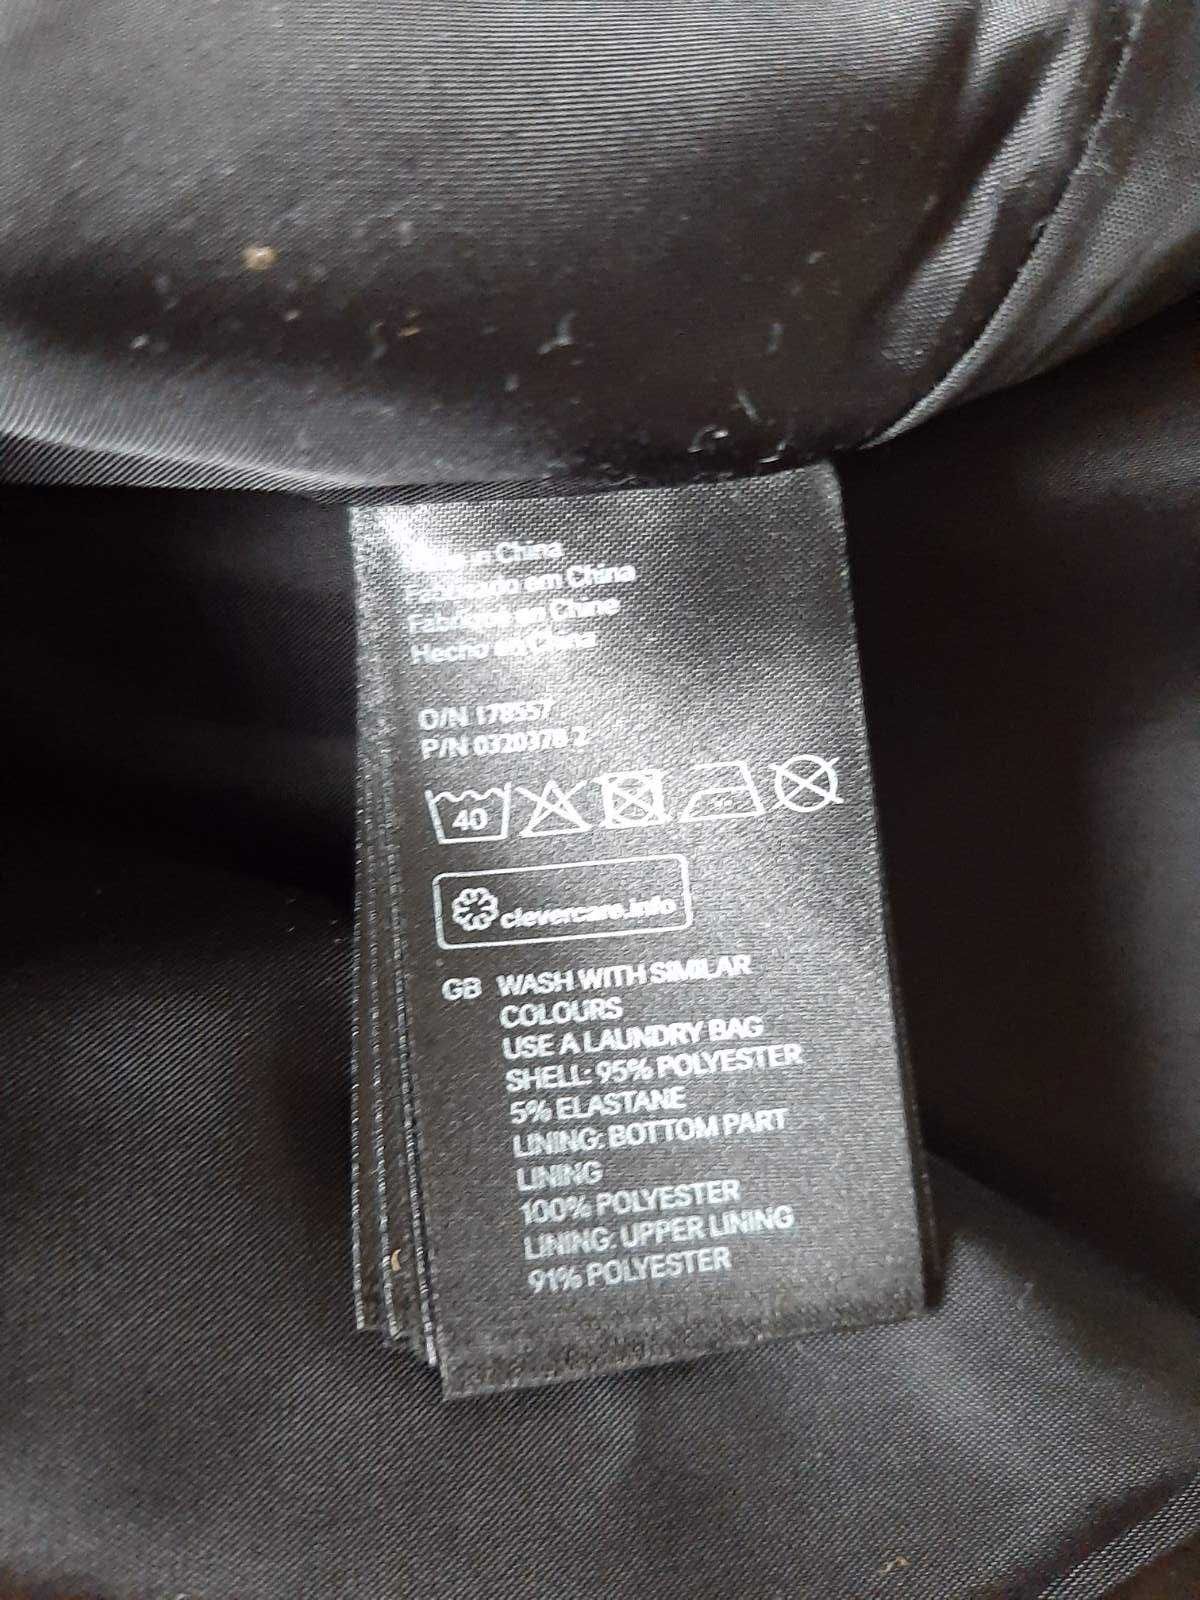 Made in China
Fabricado em China
Fabriqué en Chine
Hecho en China
O/N 178557
P/N 0320378 2
40
clevercare.info
GB WASH WITH SIMILAR
COLOURS
USE A LAUNDRY BAG
SHELL: 95% POLYESTER
5% ELASTANE
LINING: BOTTOM PART
LINING
100% POLYESTER
LINING: UPPER LINING
91% POLYESTER